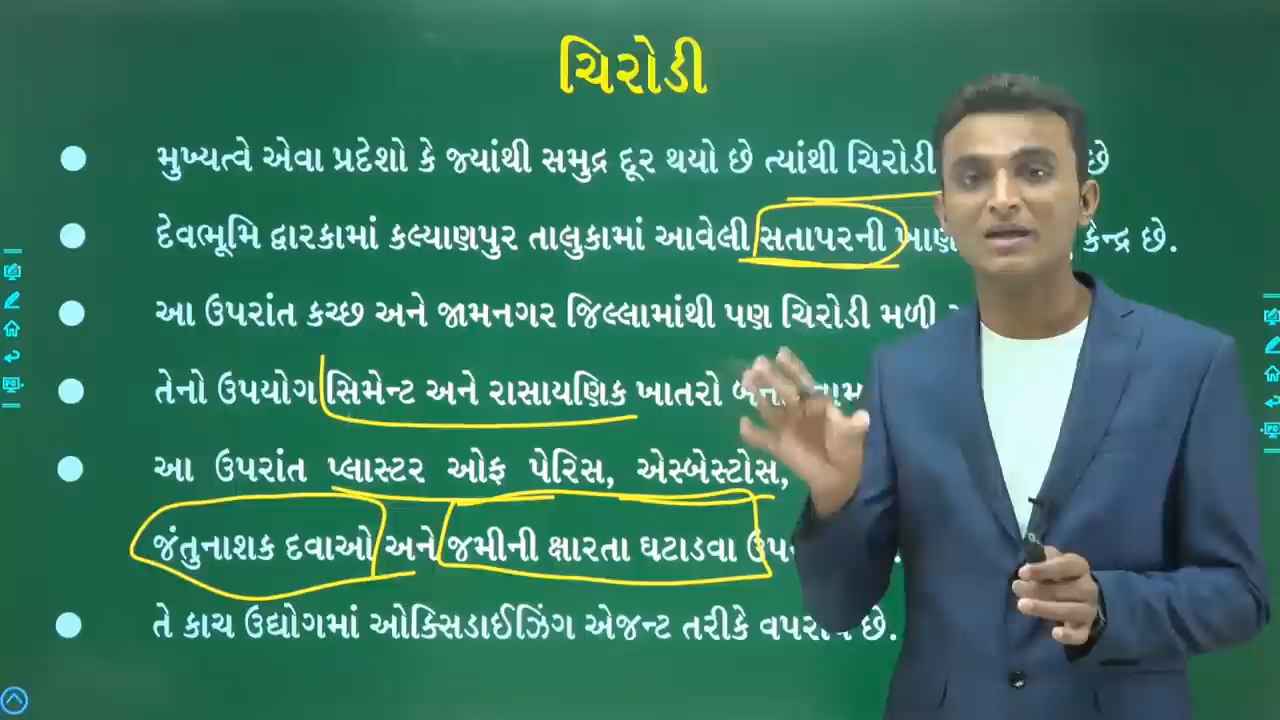 ચિરોડી
મુખ્યત્વે એવા પ્રદેશો કે જ્યાંથી સમુદ્ર દૂર થયો છે ત્યાંથી ચિરોડી છે
દેવભૂમિ દ્વારકામાં કલ્યાણપુર તાલુકામાં આવેલી સતાપરની કેન્દ્ર છે.
આ ઉપરાંત કચ્છ અને જામનગર જિલ્લામાંથી પણ ચિરોડી મળી
તેનો ઉપયોગ સિમેન્ટ અને રાસાયણિક ખાતરો
આ ઉપરાંત પ્લાસ્ટર ઓફ પેરિસ, એસ્બેસ્ટોસ,
જંતુનાશક દવાઓ અને જમીની ક્ષારતા ઘટાડવા
તે કાચ ઉદ્યોગમાં ઓક્સિડાઈઝિંગ એજન્ટ તરીકે છે.